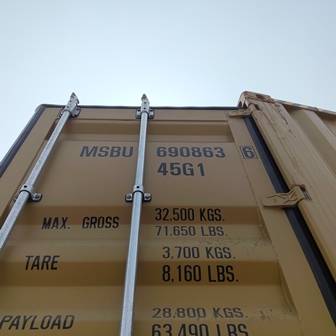 MSBU 690863 6
45G1
MAX. GROSS 32,500 KGS.
71,650 LBS.
TARE 3,700 KGS.
8,160 LBS.
PAYLOAD 28,800 KGS.
63,490 LBS.